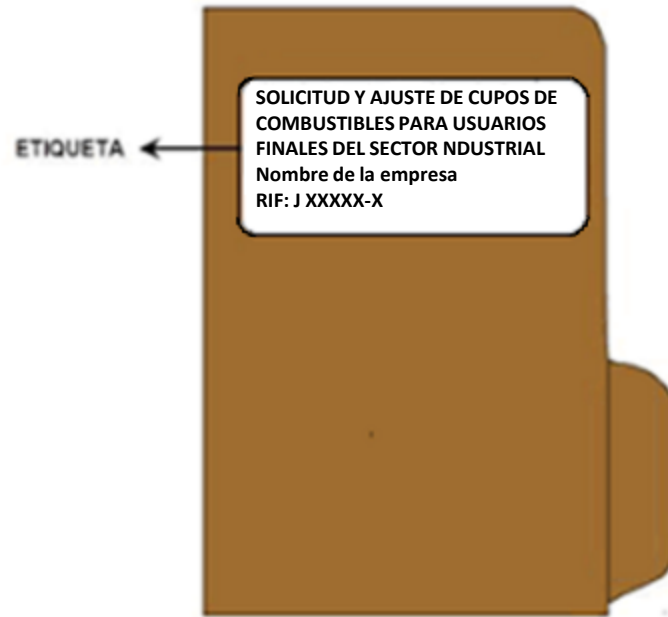 SOLICITUD Y AJUSTE DE CUPOS DE
COMBUSTIBLES PARA USUARIOS
FINALES DEL SECTOR NDUSTRIAL
Nombre de la empresa
RIF: J XXXXX-X
ETIQUETA